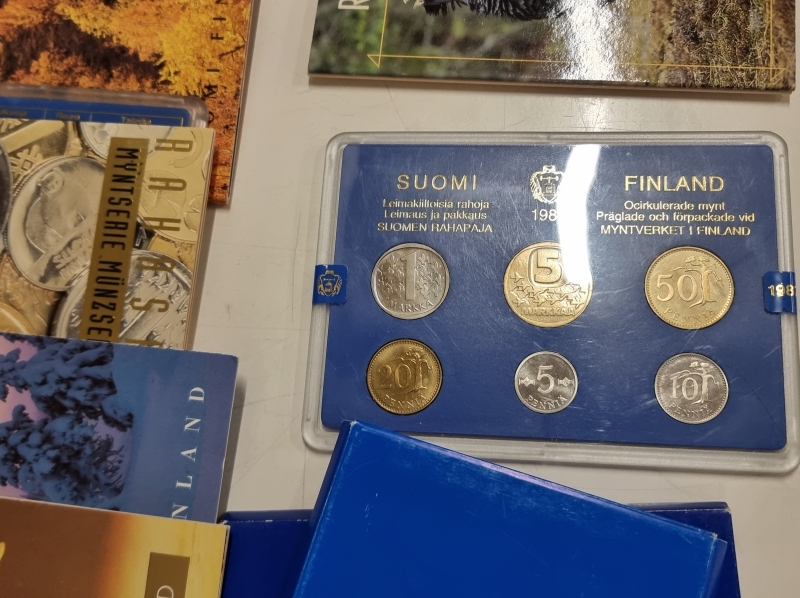 SUOMI
Leimakiiltoisia rahoja
Leimaus ja pakkaus
SUOMEN RAHAPAJA
FINLAND
Ocirkulerade mynt
Präglade och förpackade vid
MYNTVERKET I FINLAND
1
MARKKA
5
MARKKAA
50
PENNIÄ
20
PENNIÄ
5
PENNIÄ
10
PENNIÄ
RAHAS
MYNTSERIE MÜNZSE
NLAND